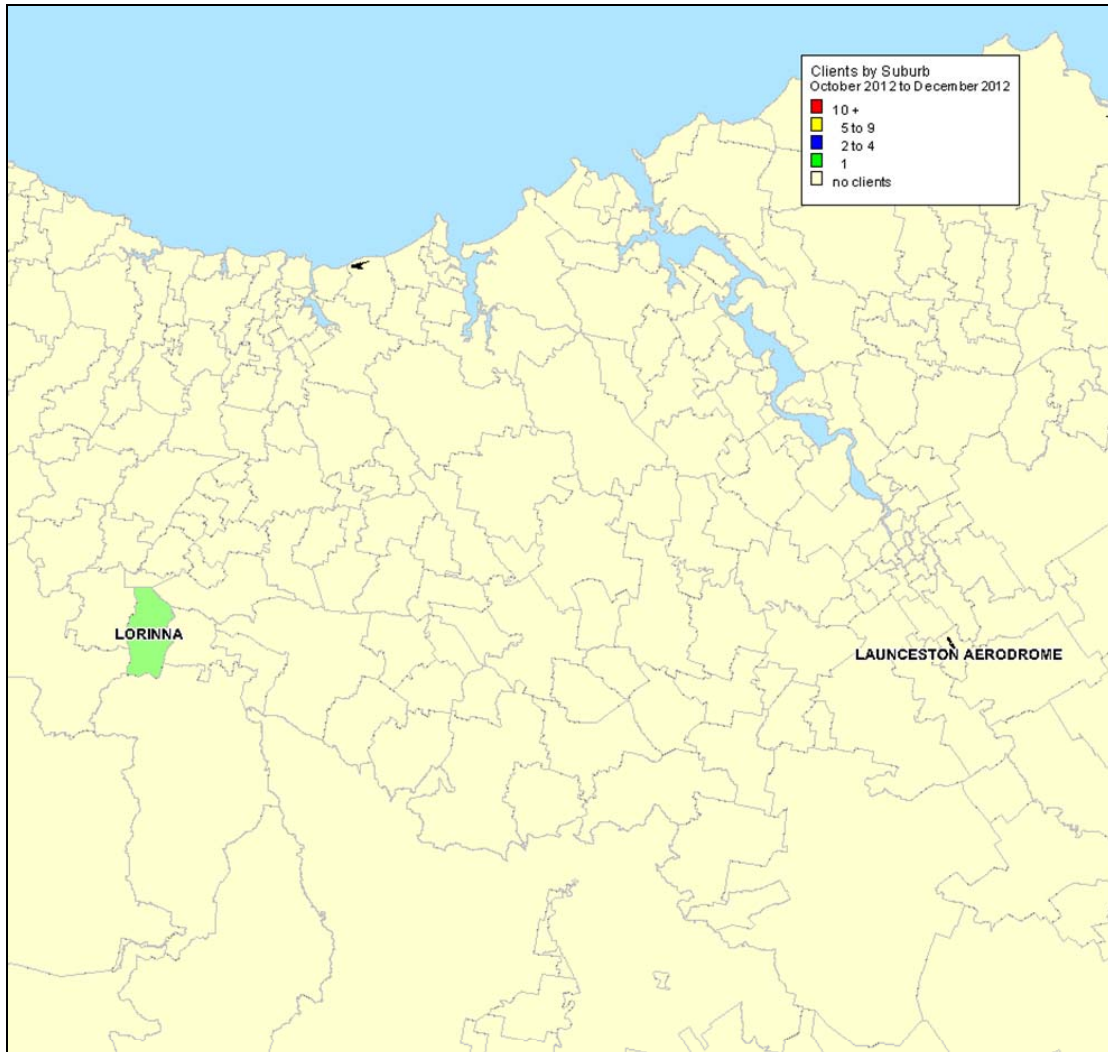 Clients by Suburb
October 2012 to December 2012
10 +
5 to 9
2 to 4
1
no clients
LORINNA
LAUNCESTON AERODROME